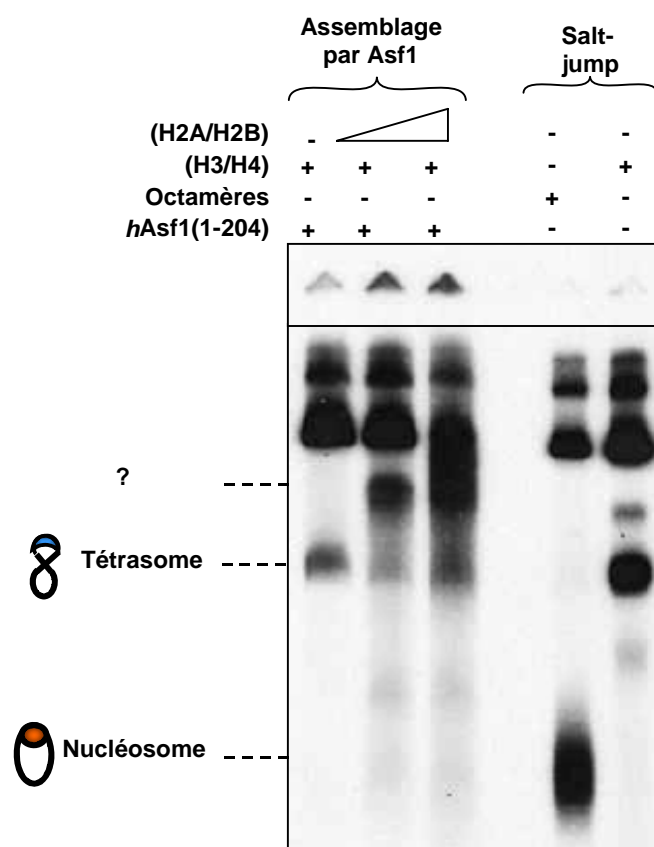 Assemblage
par Asf1
Salt-
jump
(H2A/H2B) - - -
(H3/H4) + + + - +
Octamères - - - + -
hAsf1(1-204) + + + - -
?
Tétrasome
Nucléosome